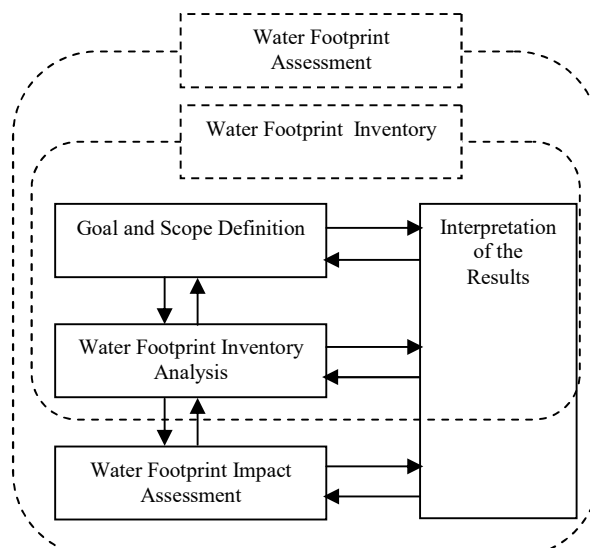 Water Footprint
Assessment
Water Footprint Inventory
Goal and Scope Definition
Interpretation
of the
Results
Water Footprint Inventory
Analysis
Water Footprint Impact
Assessment